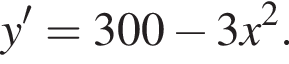 y′ = 300 − 3x².